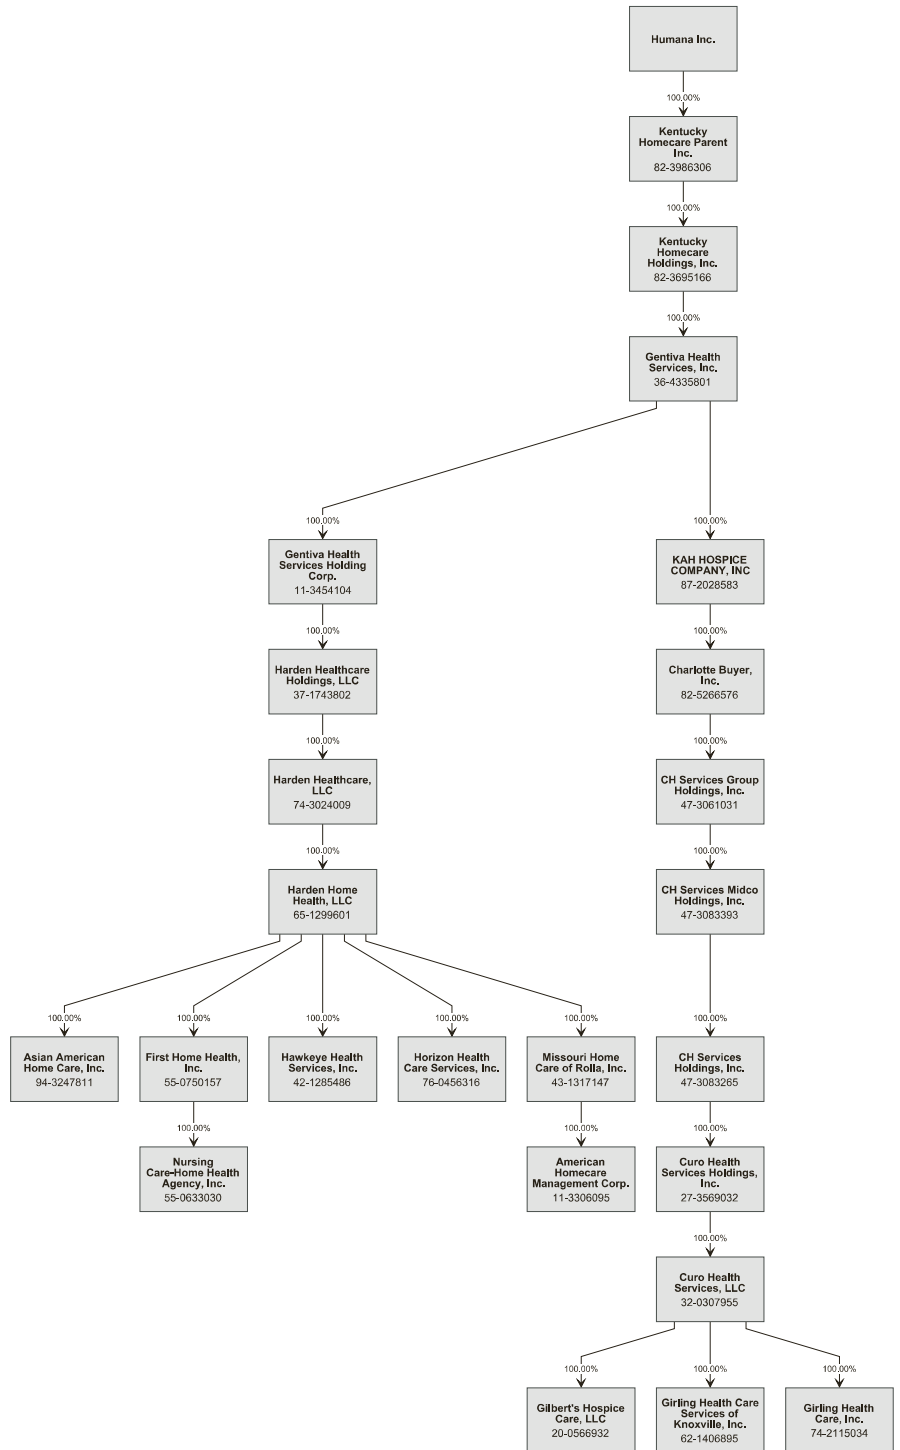 Humana Inc.
100.00%
Kentucky
Homecare Parent
Inc.
82-3986306
100.00%
Kentucky
Homecare
Holdings, Inc.
82-3695166
100.00%
Gentiva Health
Services, Inc.
36-4335801
100.00%
100.00%
Gentiva Health
Services Holding
Corp.
11-3454104
KAH HOSPICE
COMPANY, INC
87-2028583
100.00%
100.00%
Harden Healthcare
Holdings, LLC
37-1743802
Charlotte Buyer,
Inc.
82-5266576
100.00%
100.00%
Harden Healthcare,
LLC
74-3024009
CH Services Group
Holdings, Inc.
47-3061031
100.00%
100.00%
Harden Home
Health, LLC
65-1299601
CH Services Midco
Holdings, Inc.
47-3083393
100.00%
100.00%
100.00%
100.00%
100.00%
100.00%
Asian American
Home Care, Inc.
94-3247811
First Home Health,
Inc.
55-0750157
Hawkeye Health
Services, Inc.
42-1285486
Horizon Health
Care Services, Inc.
76-0456316
Missouri Home
Care of Rolla, Inc.
43-1317147
CH Services
Holdings, Inc.
47-3083265
100.00%
100.00%
100.00%
Nursing
Care-Home Health
Agency, Inc.
55-0633030
American
Homecare
Management Corp.
11-3306095
Curo Health
Services Holdings,
Inc.
27-3569032
100.00%
Curo Health
Services, LLC
32-0307955
100.00%
100.00%
100.00%
Gilbert's Hospice
Care, LLC
20-0566932
Girling Health Care
Services of
Knoxville, Inc.
62-1406895
Girling Health
Care, Inc.
74-2115034